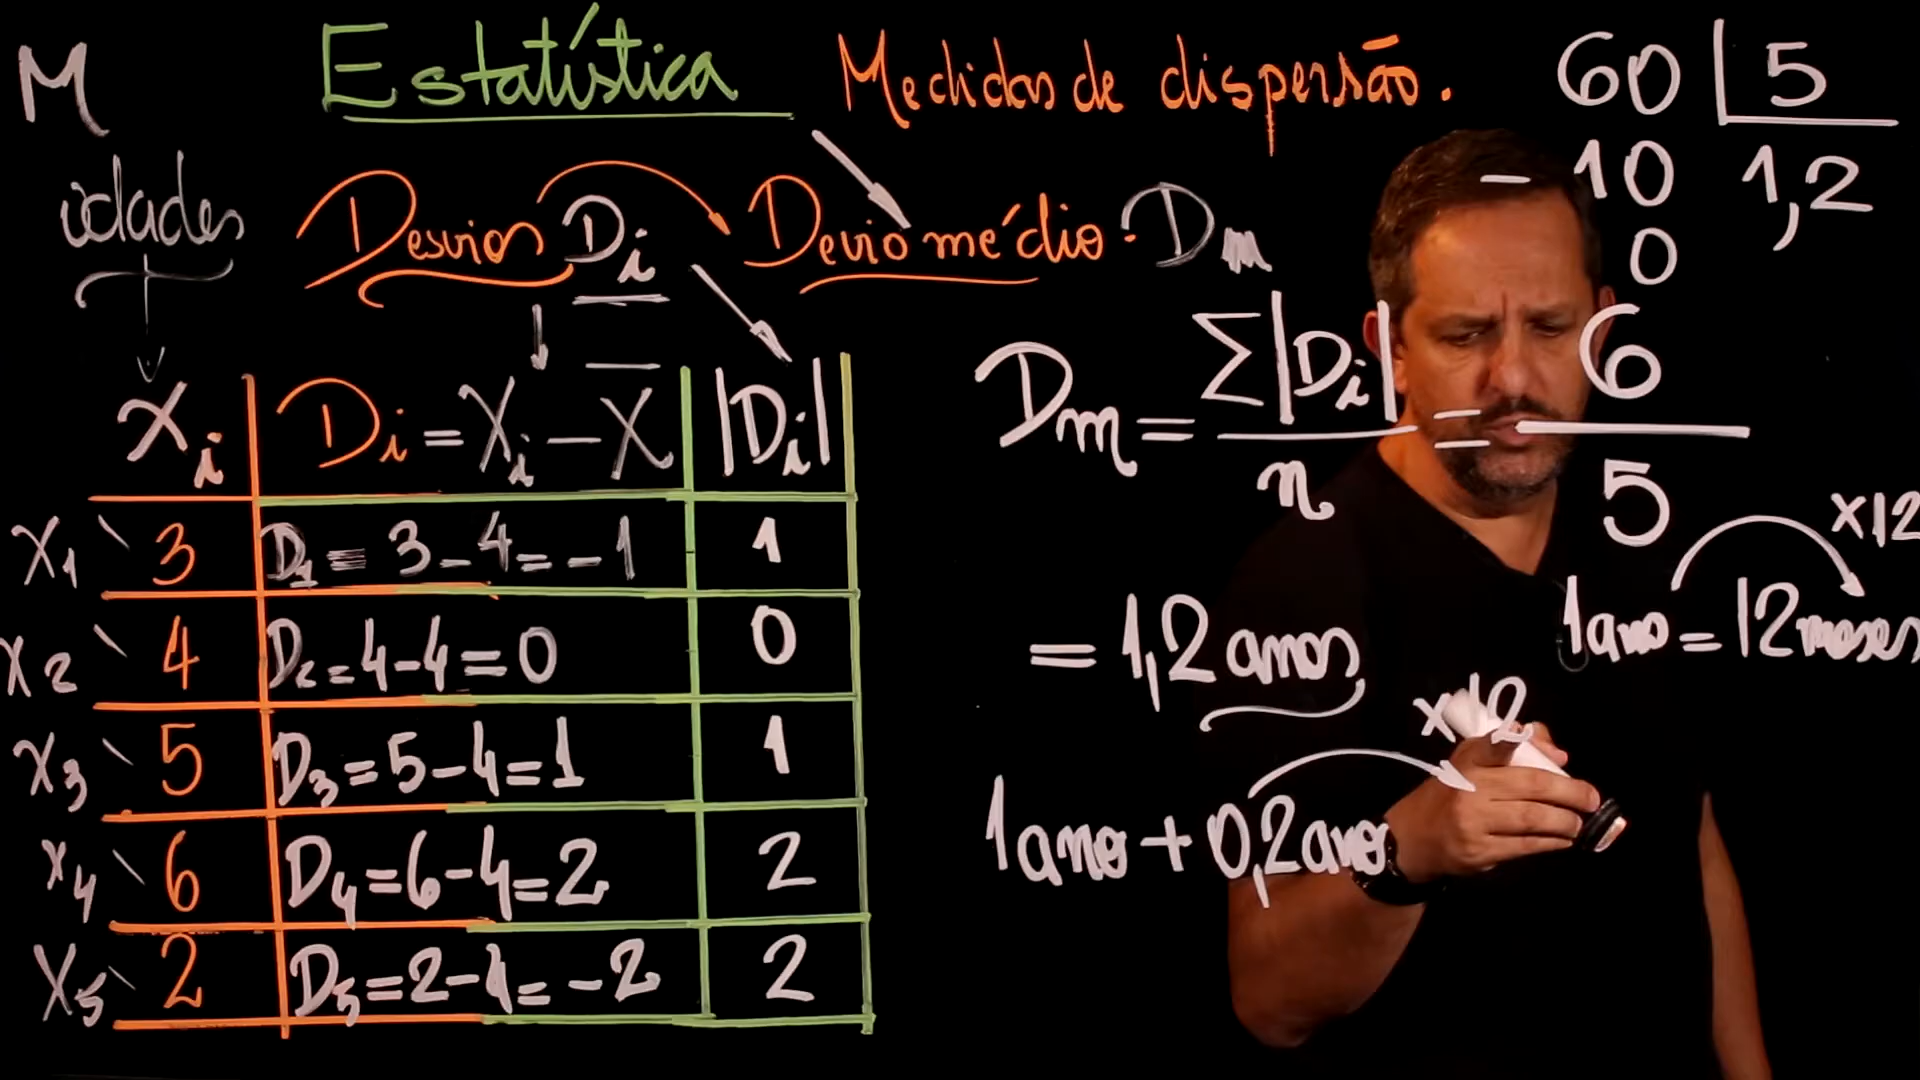 M
Estatística Medidas de dispersão.
60 | 5
- 10 1,2
0
idades
Desvios Di
Devio médio. Dm
Xi
Di = Xi - X̅
|Di|
X1 3 D1 = 3 - 4 = - 1 1
X2 4 D2 = 4 - 4 = 0 0
X3 5 D3 = 5 - 4 = 1 1
X4 6 D4 = 6 - 4 = 2 2
X5 2 D5 = 2 - 4 = - 2 2
Dm = Σ|Di| / n = 6 / 5
x12
1 ano = 12 meses
= 1,2 anos
x12
1 ano + 0,2 anos